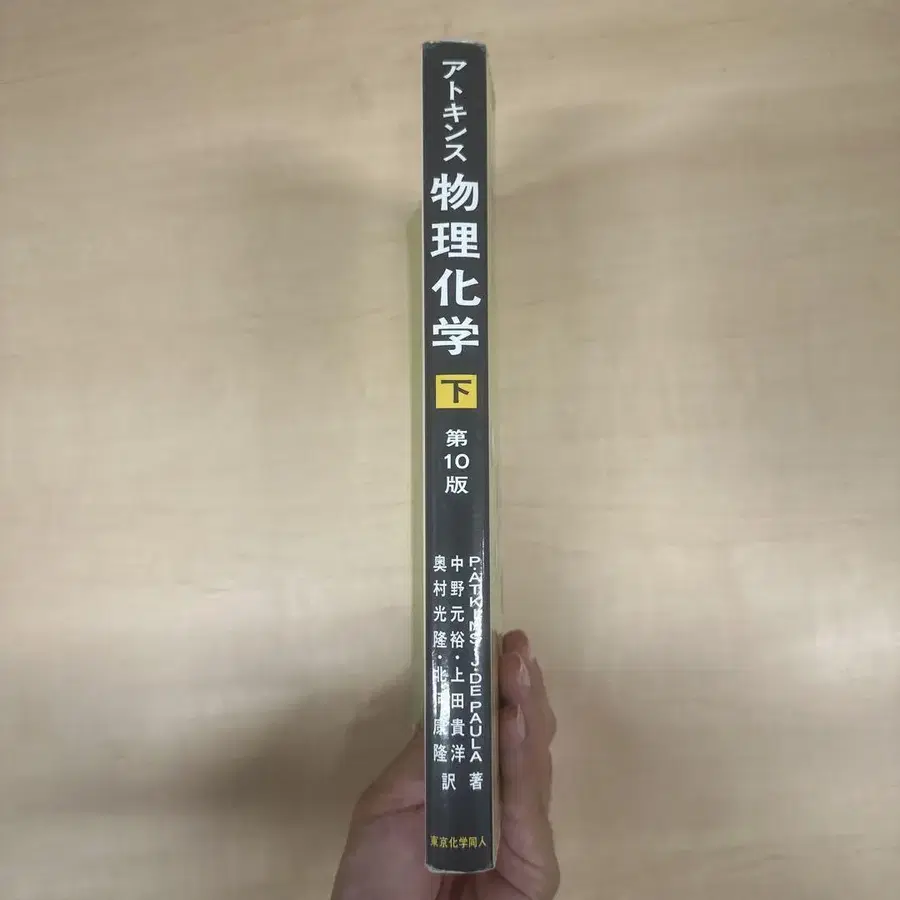 アトキンス
物理化学
下
第10版
P.ATKINS・J.DE PAULA 著
中野元裕・上田貴洋
奥村光隆・北河康隆
訳
東京化学同人